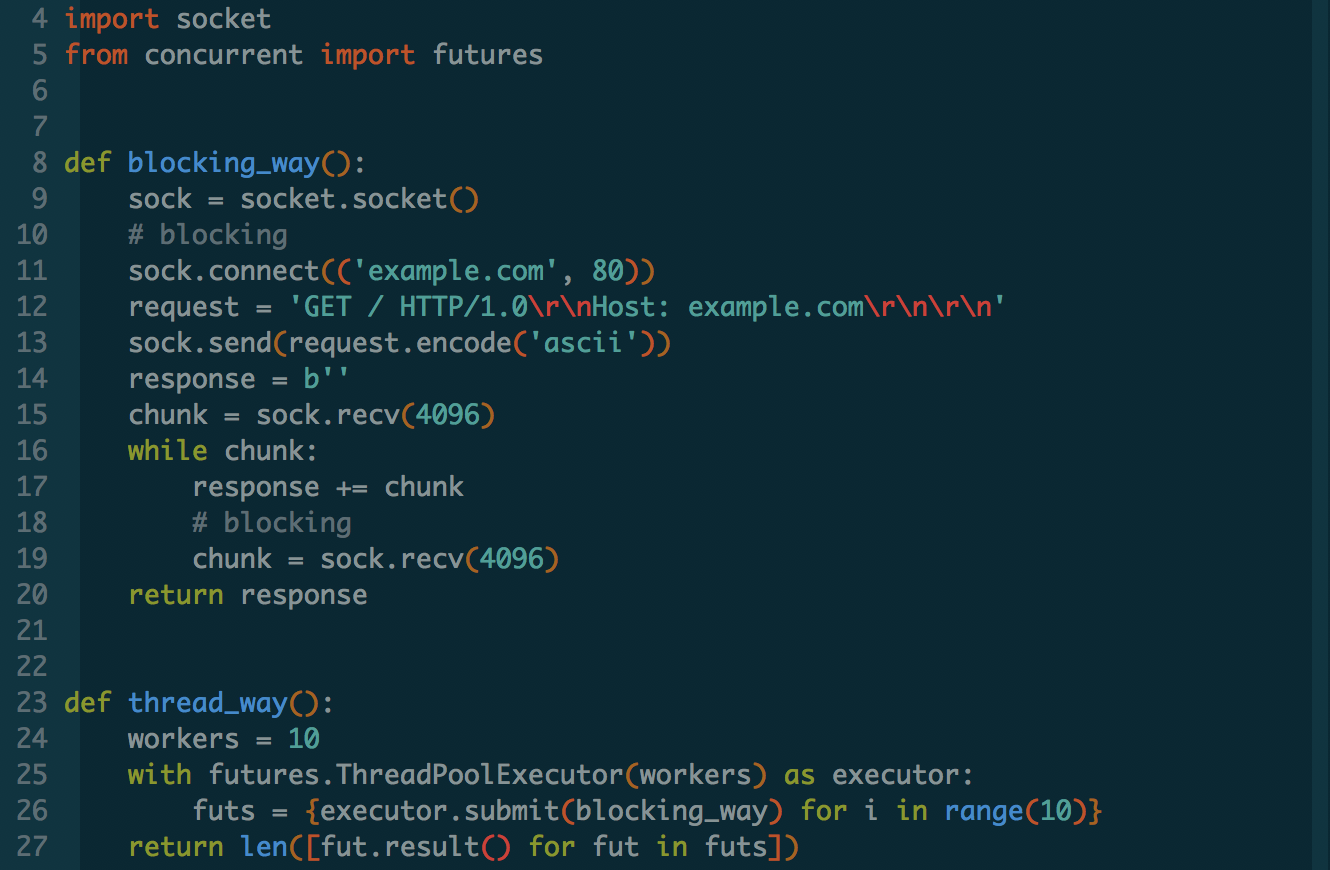 4 import socket
5 from concurrent import futures
6
7
8 def blocking_way():
9     sock = socket.socket()
10     # blocking
11     sock.connect(('example.com', 80))
12     request = 'GET / HTTP/1.0\r\nHost: example.com\r\n\r\n'
13     sock.send(request.encode('ascii'))
14     response = b''
15     chunk = sock.recv(4096)
16     while chunk:
17         response += chunk
18         # blocking
19         chunk = sock.recv(4096)
20     return response
21
22
23 def thread_way():
24     workers = 10
25     with futures.ThreadPoolExecutor(workers) as executor:
26         futs = {executor.submit(blocking_way) for i in range(10)}
27     return len([fut.result() for fut in futs])